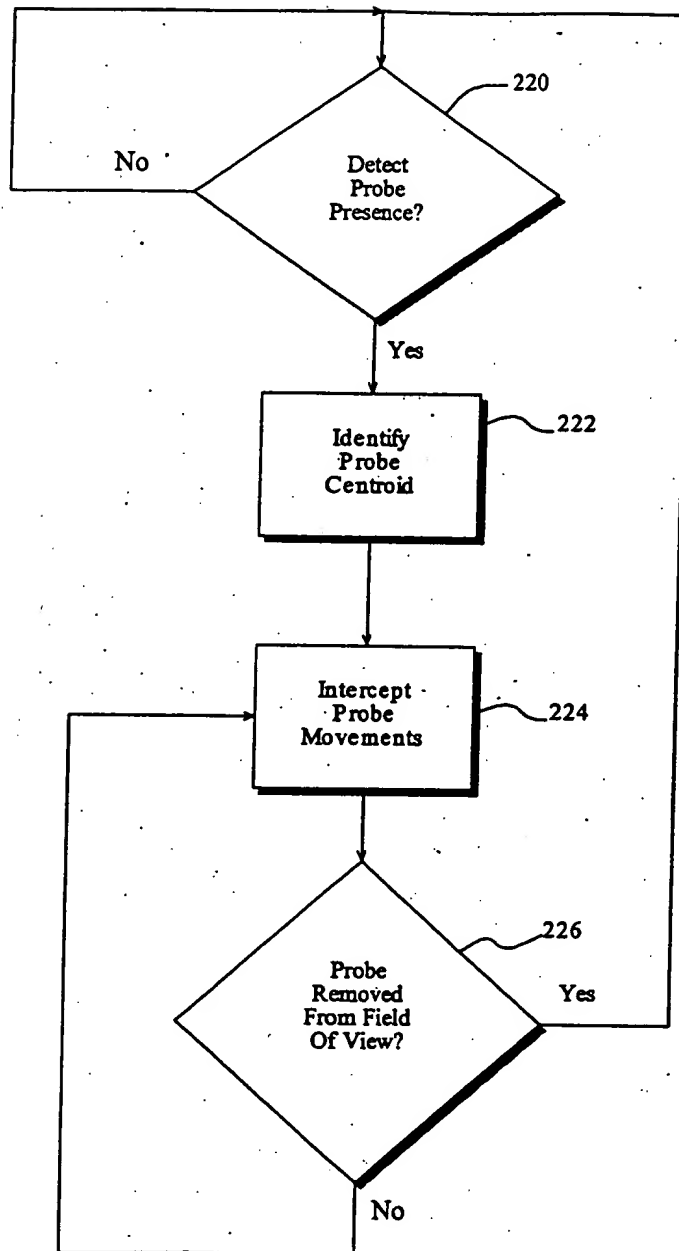 220
No
Detect
Probe
Presence?
Yes
222
Identify
Probe
Centroid
Intercept
Probe
Movements
224
226
Probe
Removed
From Field
Of View?
Yes
No